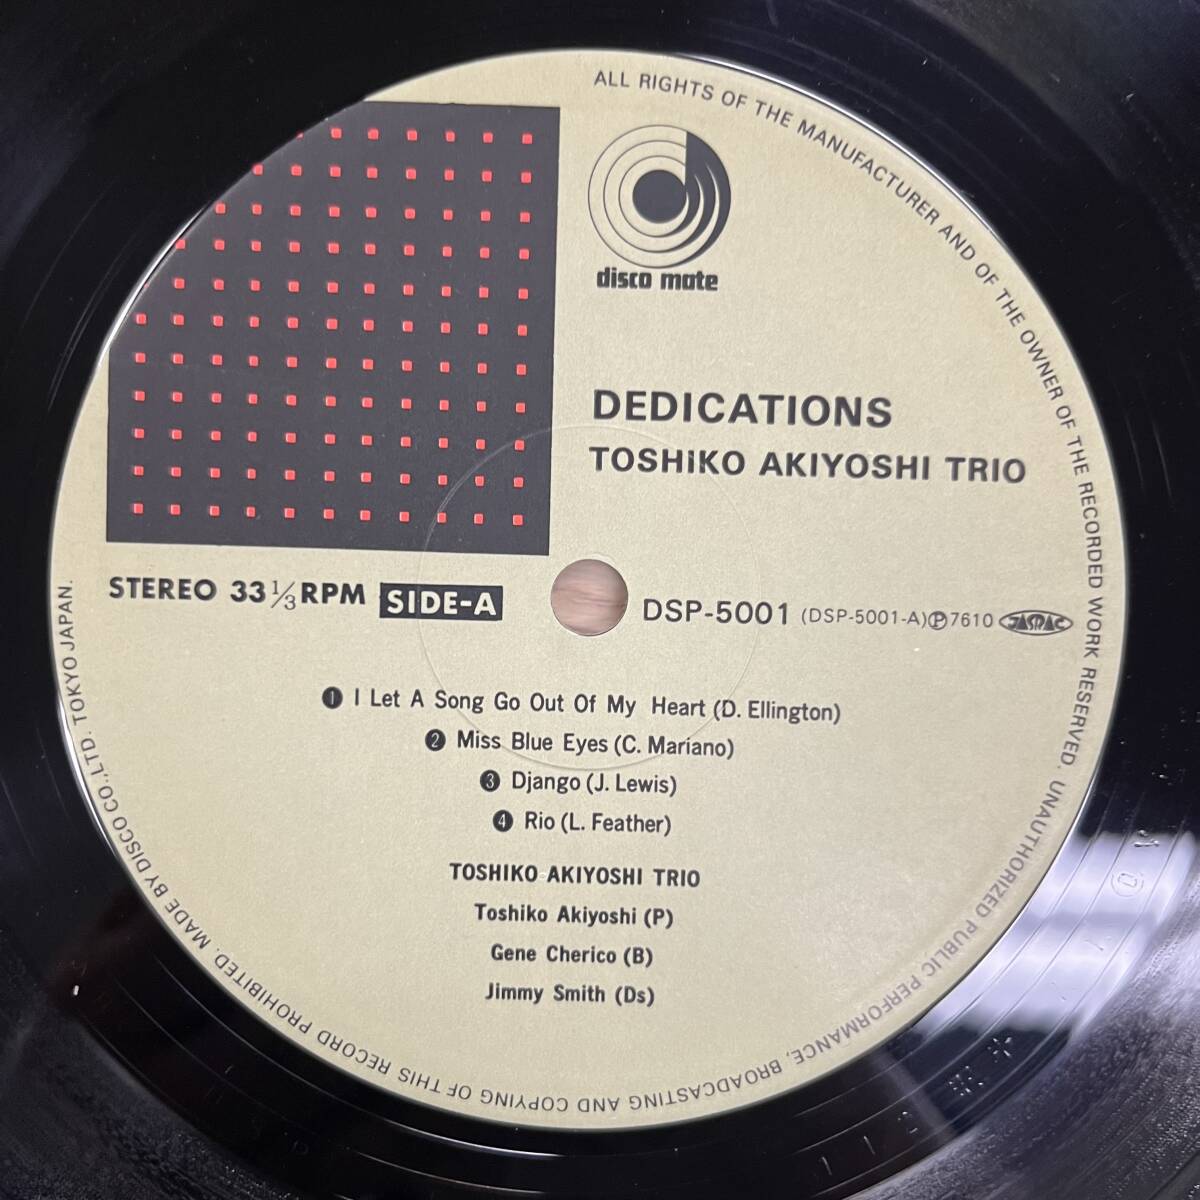 ALL RIGHTS OF THE MANUFACTURER AND OF THE OWNER OF THE RECORDED WORK RESERVED. UNAUTHORIZED PUBLIC PERFORMANCE, BROADCASTING AND COPYING OF THIS RECORD PROHIBITED. MADE BY DISCO CO., LTD. TOKYO JAPAN.
disco mate
DEDICATIONS
TOSHiKO AKIYOSHI TRIO
STEREO 33 1/3 RPM SIDE-A
DSP-5001 (DSP-5001-A) Ⓟ7610 JASRAC
❶ I Let A Song Go Out Of My Heart (D. Ellington)
❷ Miss Blue Eyes (C. Mariano)
❸ Django (J. Lewis)
❹ Rio (L. Feather)
TOSHIKO AKIYOSHI TRIO
Toshiko Akiyoshi (P)
Gene Cherico (B)
Jimmy Smith (Ds)